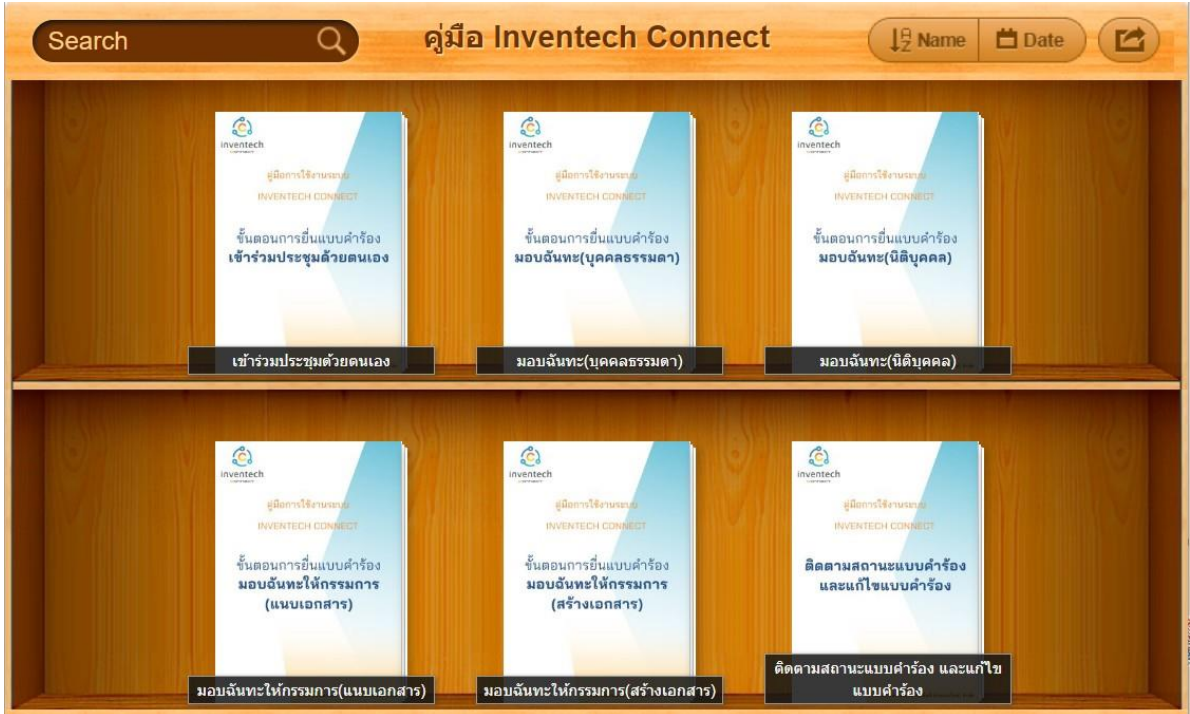 Search
คู่มือ Inventech Connect
Name
Date
inventech
คู่มือการใช้งานระบบ
INVENTECH CONNECT
ขั้นตอนการยื่นแบบคำร้อง
เข้าร่วมประชุมด้วยตนเอง
เข้าร่วมประชุมด้วยตนเอง
inventech
คู่มือการใช้งานระบบ
INVENTECH CONNECT
ขั้นตอนการยื่นแบบคำร้อง
มอบฉันทะ(บุคคลธรรมดา)
มอบฉันทะ(บุคคลธรรมดา)
inventech
คู่มือการใช้งานระบบ
INVENTECH CONNECT
ขั้นตอนการยื่นแบบคำร้อง
มอบฉันทะ(นิติบุคคล)
มอบฉันทะ(นิติบุคคล)
inventech
คู่มือการใช้งานระบบ
INVENTECH CONNECT
ขั้นตอนการยื่นแบบคำร้อง
มอบฉันทะให้กรรมการ
(แนบเอกสาร)
มอบฉันทะให้กรรมการ(แนบเอกสาร)
inventech
คู่มือการใช้งานระบบ
INVENTECH CONNECT
ขั้นตอนการยื่นแบบคำร้อง
มอบฉันทะให้กรรมการ
(สร้างเอกสาร)
มอบฉันทะให้กรรมการ(สร้างเอกสาร)
inventech
คู่มือการใช้งานระบบ
INVENTECH CONNECT
ติดตามสถานะแบบคำร้อง
และแก้ไขแบบคำร้อง
ติดตามสถานะแบบคำร้อง และแก้ไข
แบบคำร้อง